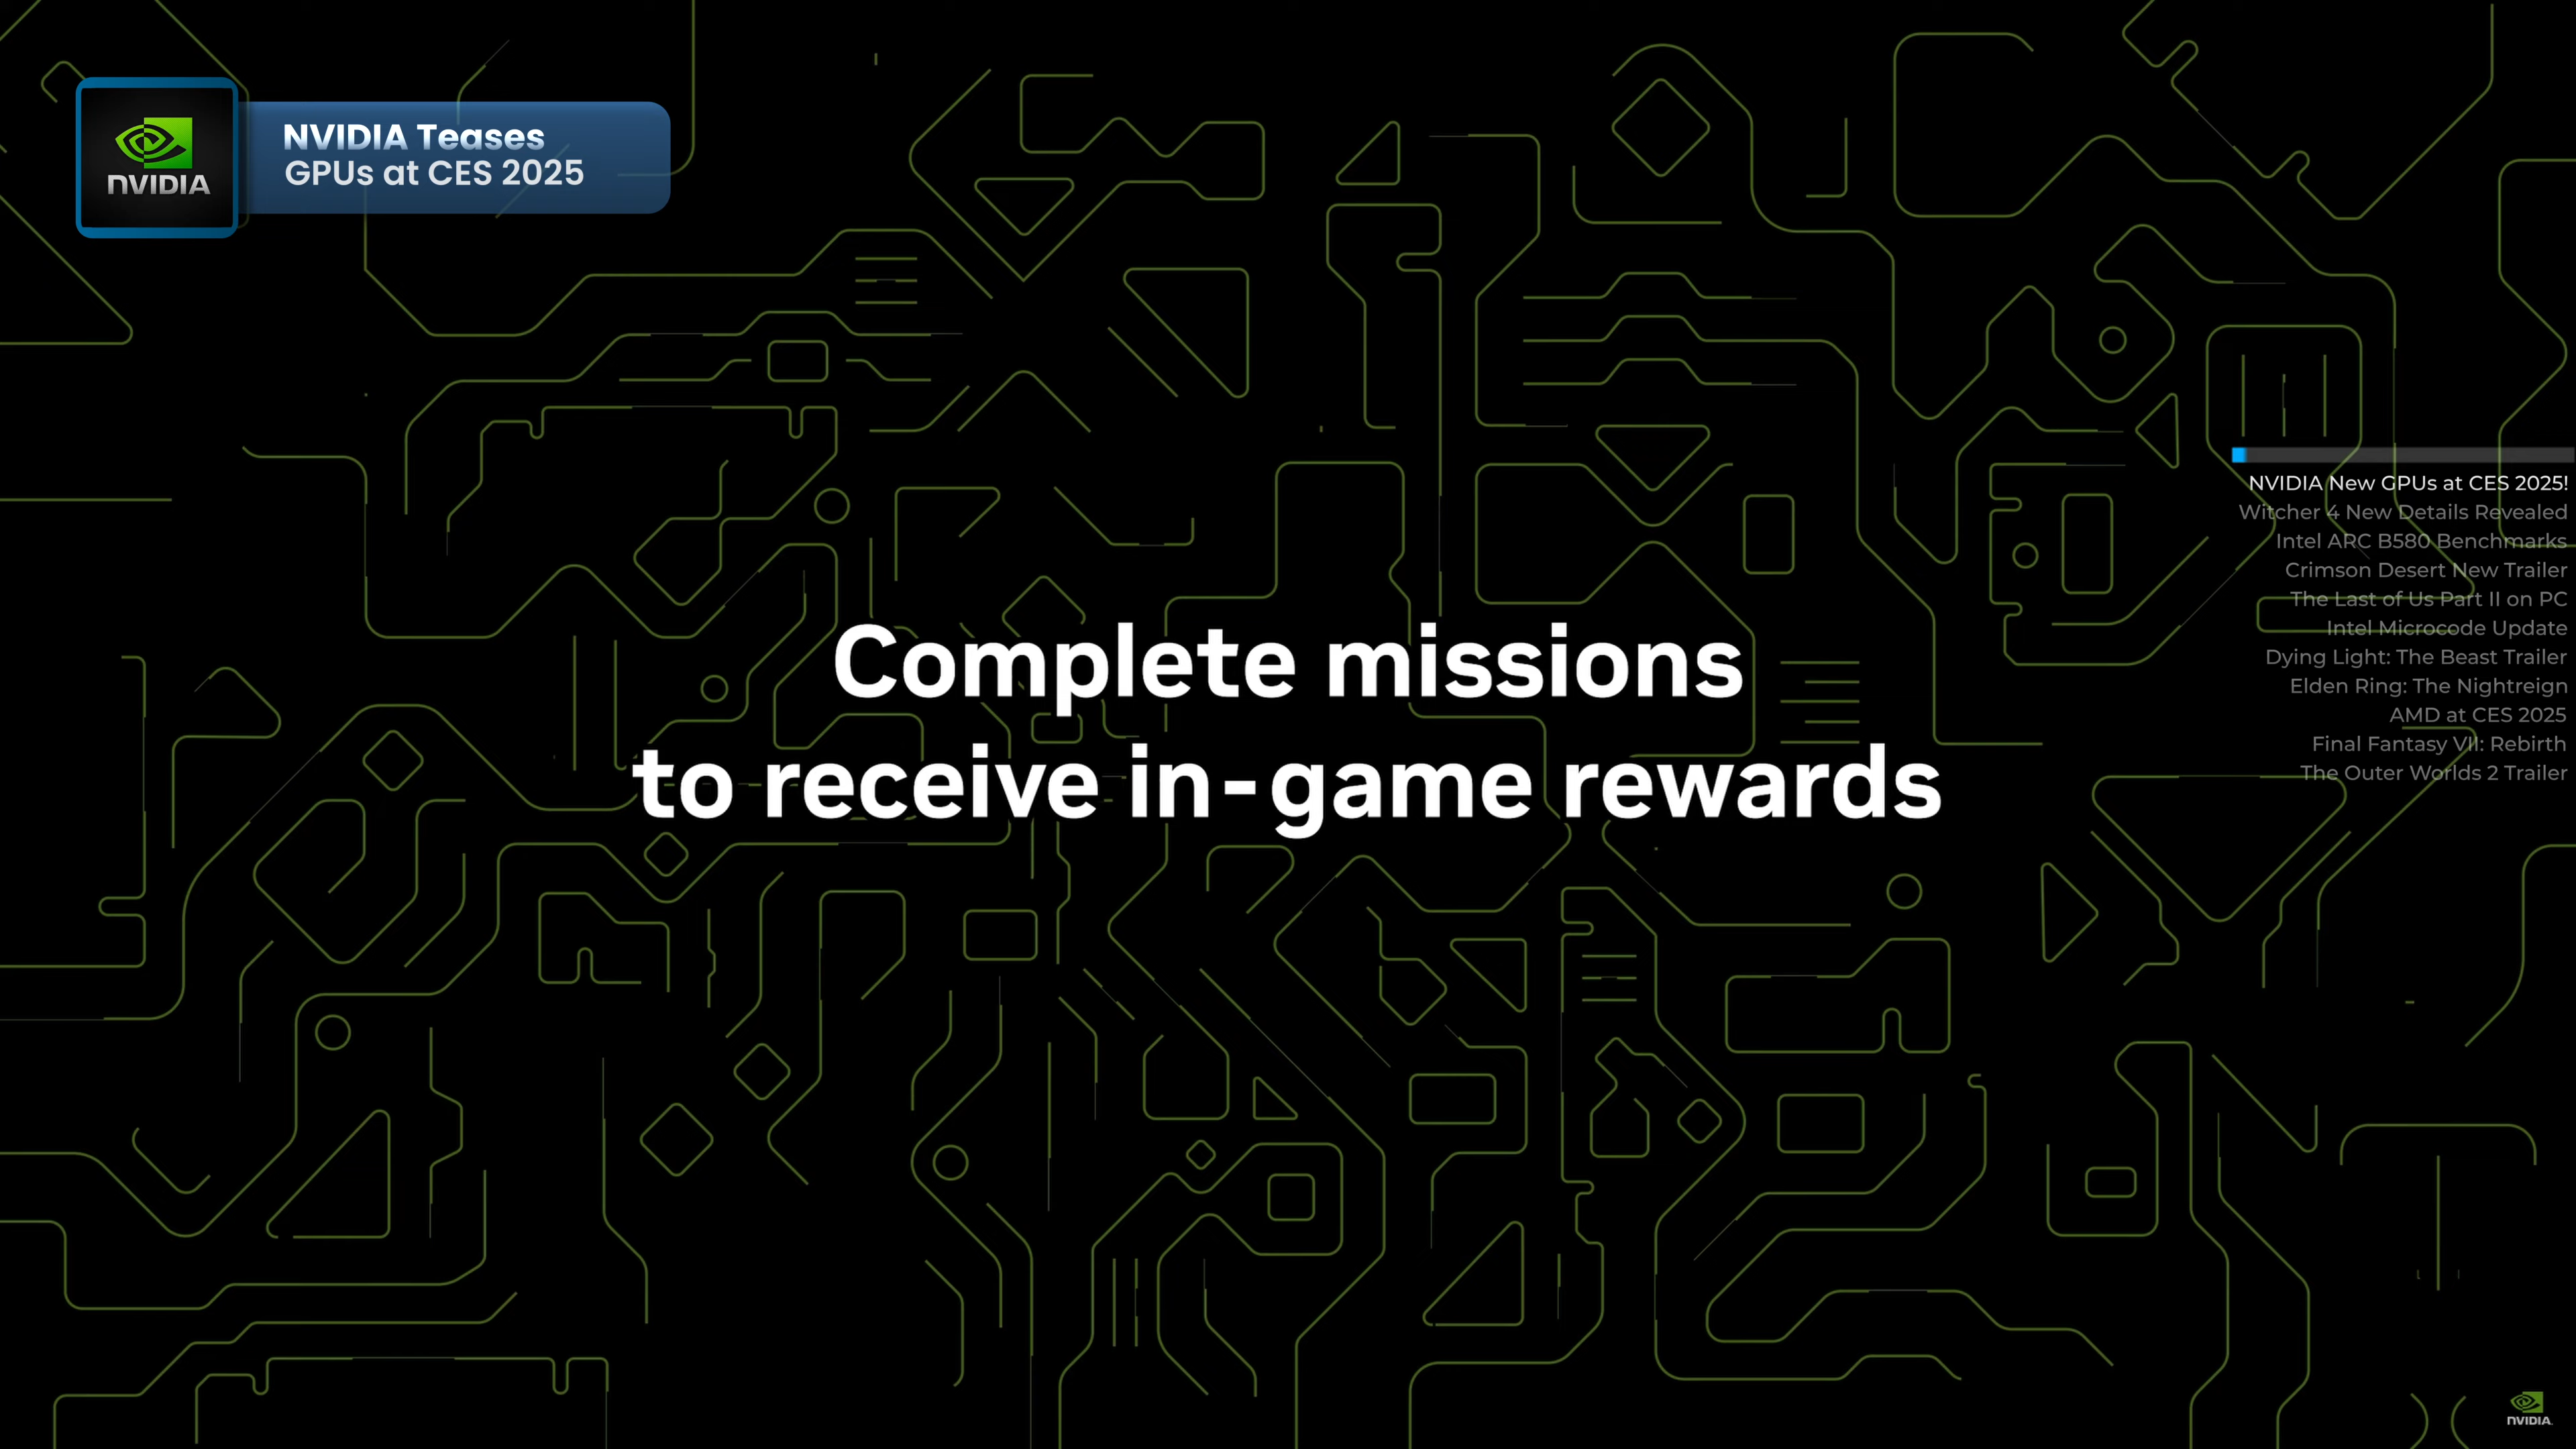 NVIDIA
NVIDIA Teases
GPUs at CES 2025
NVIDIA New GPUs at CES 2025!
Witcher 4 New Details Revealed
Intel ARC B580 Benchmarks
Crimson Desert New Trailer
The Last of Us Part II on PC
Intel Microcode Update
Dying Light: The Beast Trailer
Elden Ring: The Nightreign
AMD at CES 2025
Final Fantasy VII: Rebirth
The Outer Worlds 2 Trailer
Complete missions
to receive in-game rewards
NVIDIA.